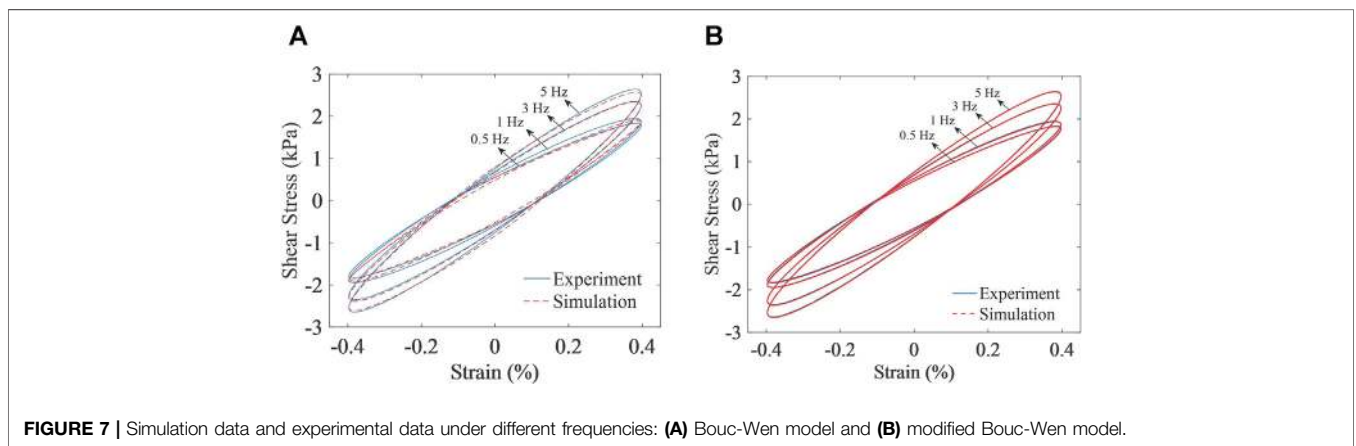 A
3
2
1
0
-1
-2
-3
Shear Stress (kPa)
5 Hz
3 Hz
1 Hz
0.5 Hz
Experiment
Simulation
-0.4 -0.2 0 0.2 0.4
Strain (%)
B
3
2
1
0
-1
-2
-3
Shear Stress (kPa)
5 Hz
3 Hz
1 Hz
0.5 Hz
Experiment
Simulation
-0.4 -0.2 0 0.2 0.4
Strain (%)
FIGURE 7 | Simulation data and experimental data under different frequencies: (A) Bouc-Wen model and (B) modified Bouc-Wen model.